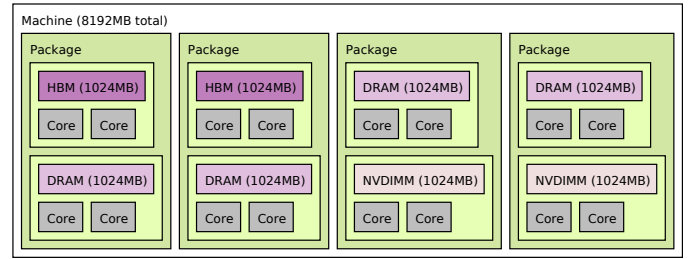 Machine (8192MB total)
Package
HBM (1024MB)
Core Core
DRAM (1024MB)
Core Core
Package
HBM (1024MB)
Core Core
DRAM (1024MB)
Core Core
Package
DRAM (1024MB)
Core Core
NVDIMM (1024MB)
Core Core
Package
DRAM (1024MB)
Core Core
NVDIMM (1024MB)
Core Core